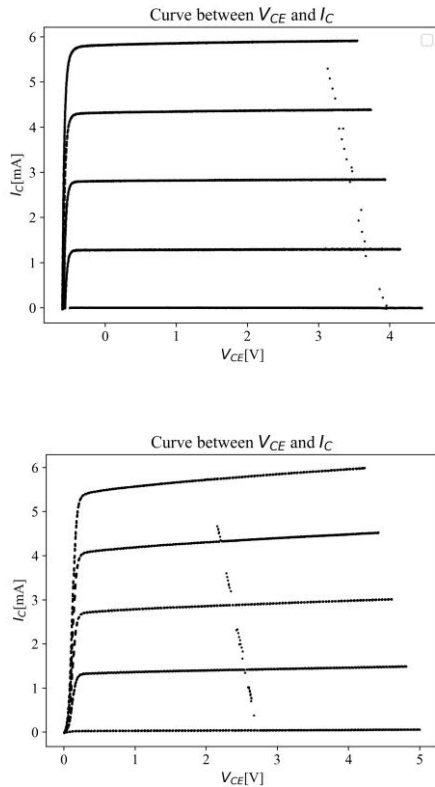 Curve between V_CE and I_C
6
5
4
3
2
1
0
I_C[mA]
0 1 2 3 4
V_CE[V]
Curve between V_CE and I_C
6
5
4
3
2
1
0
I_C[mA]
0 1 2 3 4 5
V_CE[V]